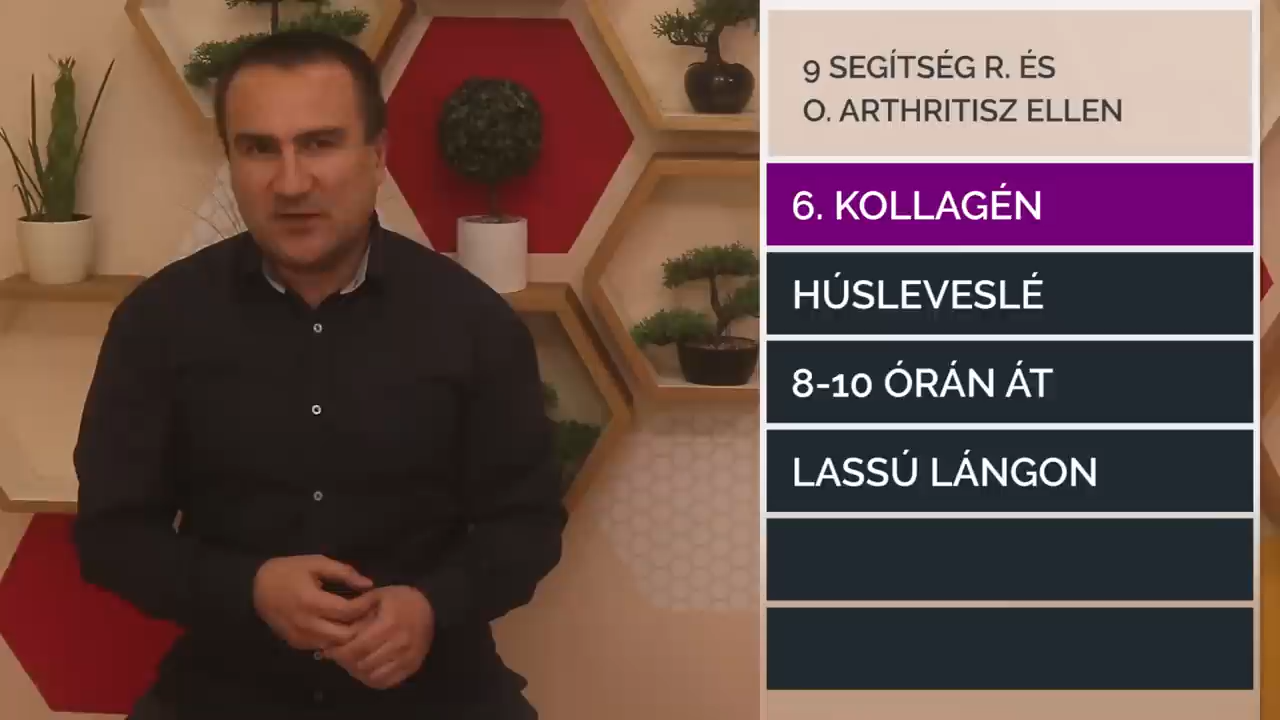 9 SEGÍTSÉG R. ÉS
O. ARTHRITISZ ELLEN
6. KOLLAGÉN
HÚSLEVESLÉ
8-10 ÓRÁN ÁT
LASSÚ LÁNGON